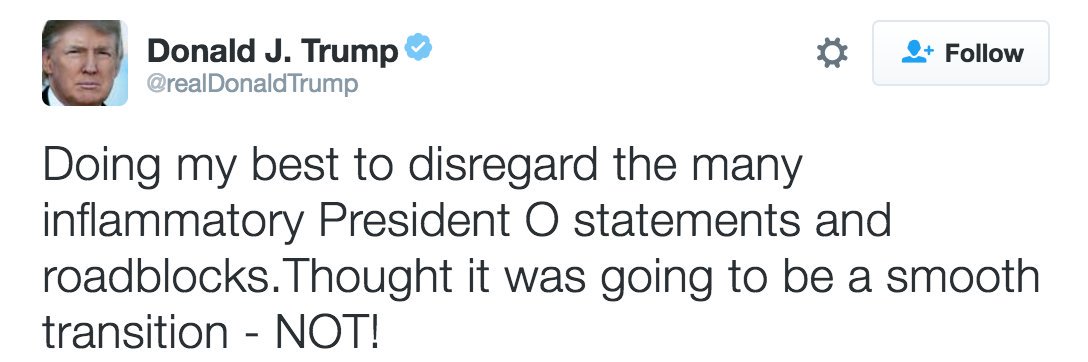 Donald J. Trump
@realDonaldTrump
Follow
Doing my best to disregard the many
inflammatory President O statements and
roadblocks.Thought it was going to be a smooth
transition - NOT!